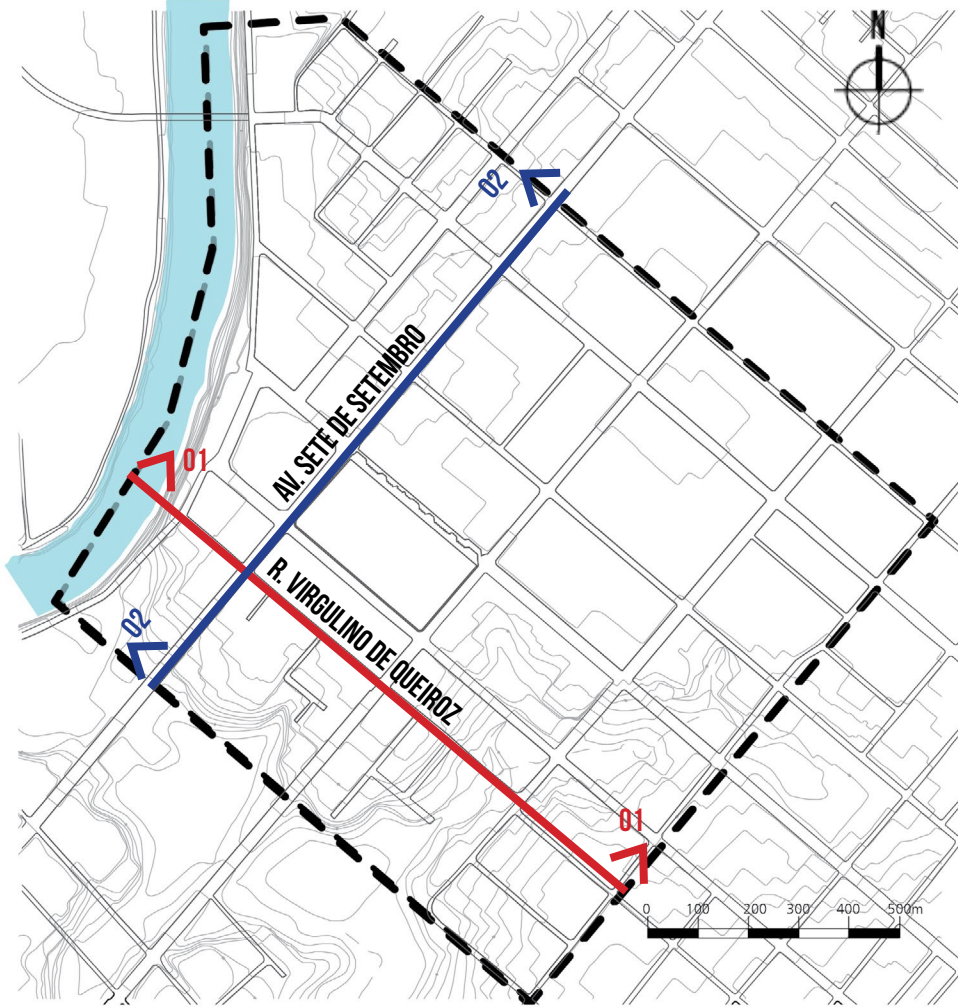 N
02
AV. SETE DE SETEMBRO
01
R. VIRGULINO DE QUEIROZ
02
01
0 100 200 300 400 500m